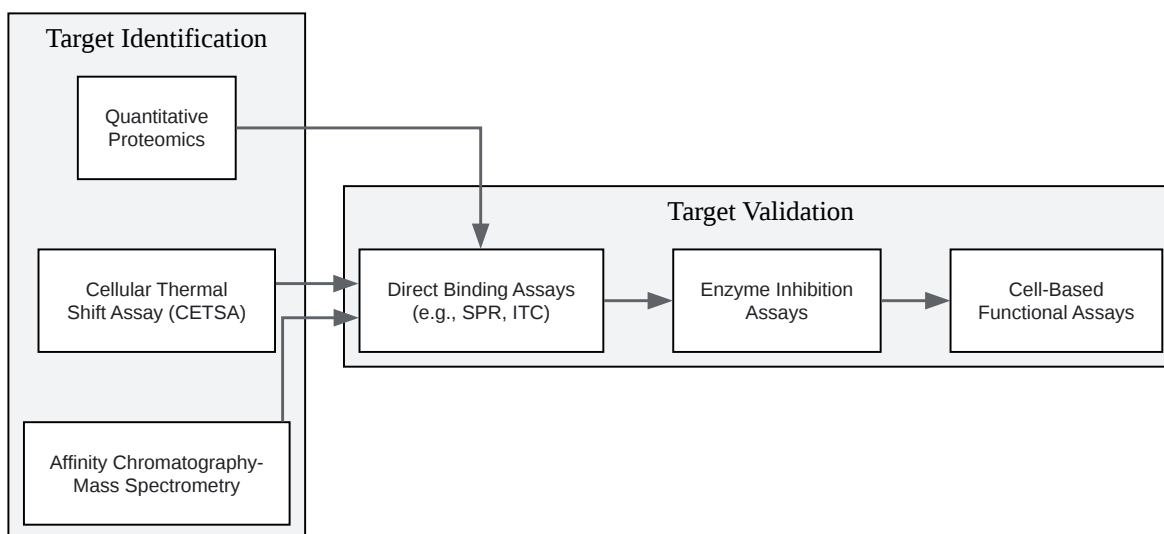 Target Identification
Quantitative
Proteomics
Cellular Thermal
Shift Assay (CETSA)
Affinity Chromatography-
Mass Spectrometry
Target Validation
Direct Binding Assays
(e.g., SPR, ITC)
Enzyme Inhibition
Assays
Cell-Based
Functional Assays